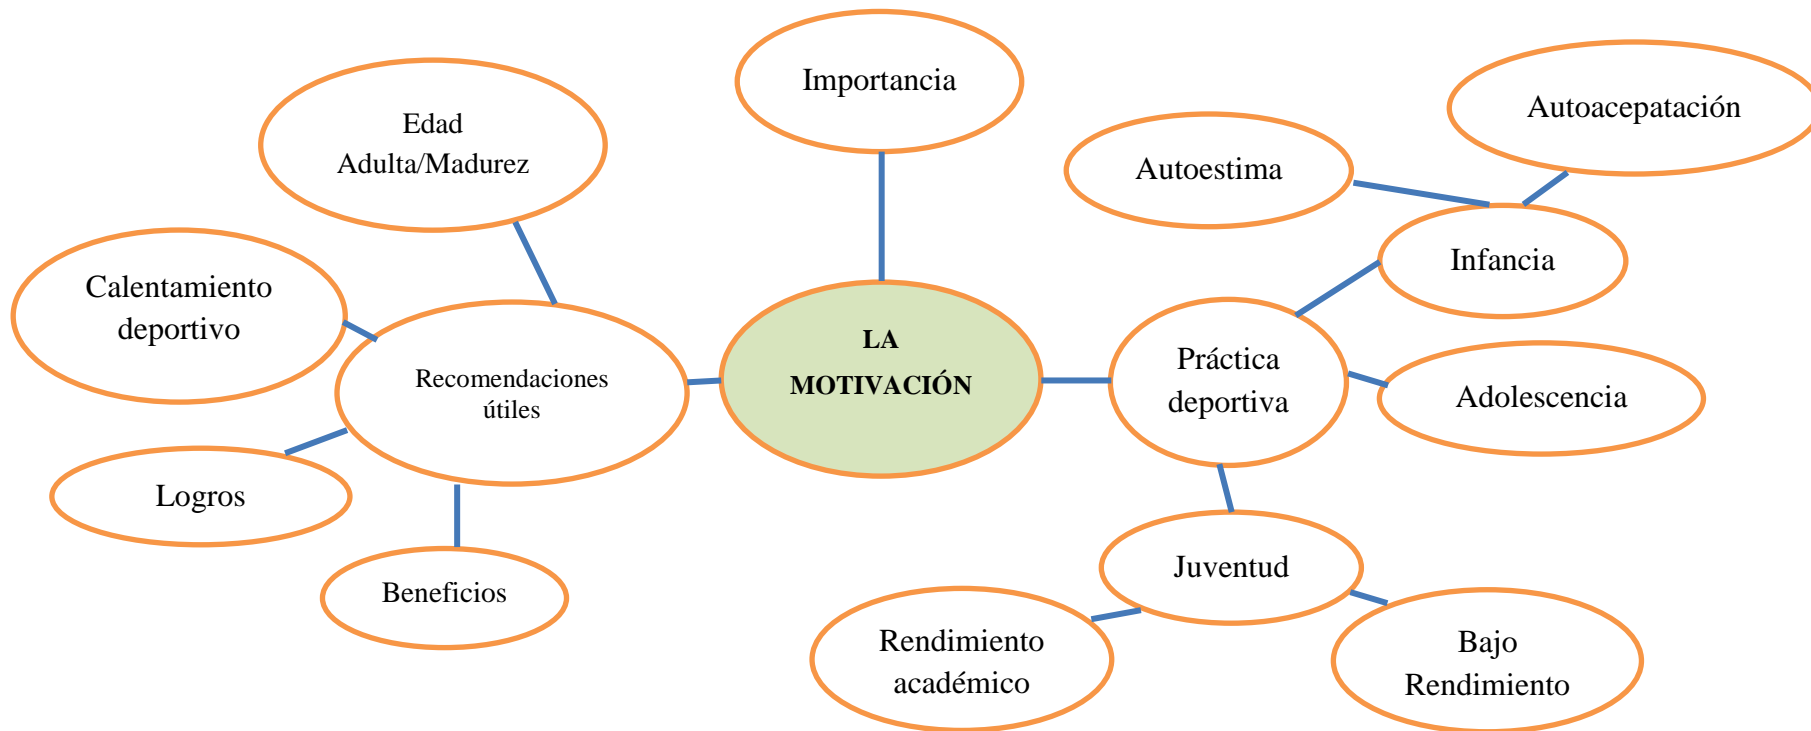 Importancia
Edad
Adulta/Madurez
Autoacepatación
Autoestima
Infancia
Calentamiento
deportivo
LA
MOTIVACIÓN
Recomendaciones
útiles
Práctica
deportiva
Adolescencia
Logros
Beneficios
Juventud
Rendimiento
académico
Bajo
Rendimiento